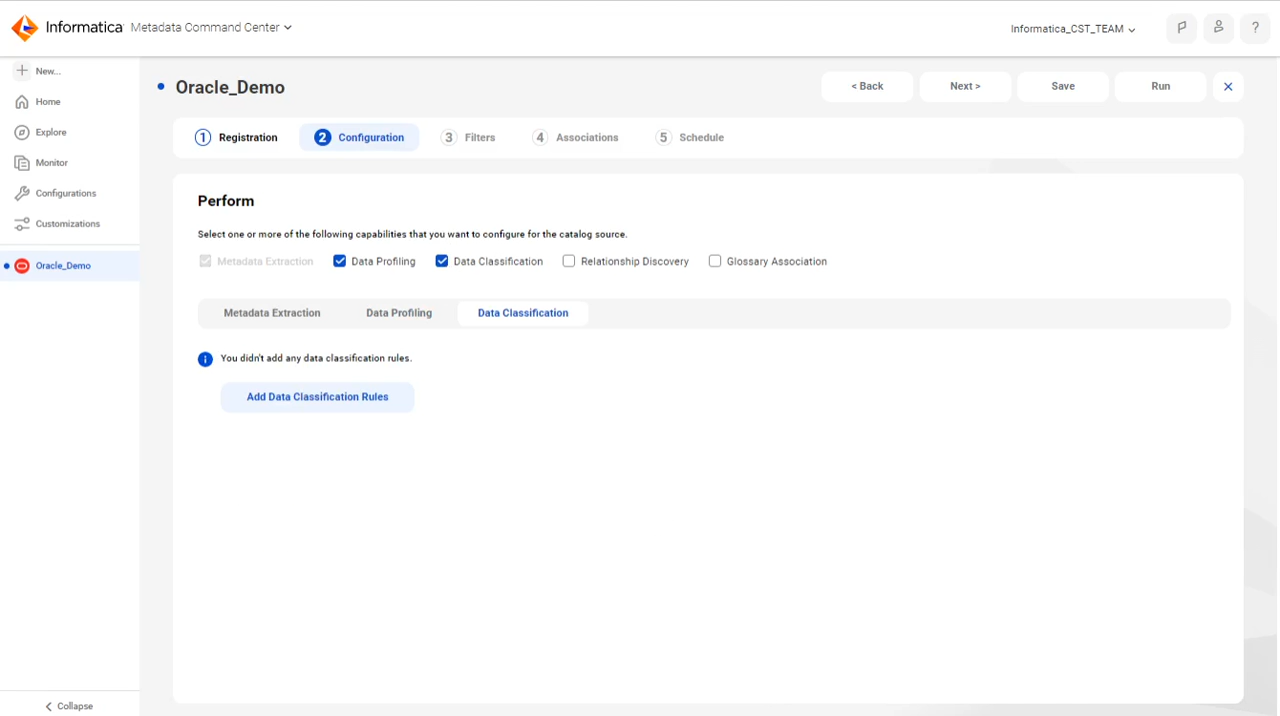 Informatica Metadata Command Center
Informatica_CST_TEAM
?
New...
Home
Explore
Monitor
Configurations
Customizations
Oracle_Demo
Collapse
Oracle_Demo
< Back
Next >
Save
Run
1 Registration
2 Configuration
3 Filters
4 Associations
5 Schedule
Perform
Select one or more of the following capabilities that you want to configure for the catalog source.
Metadata Extraction
Data Profiling
Data Classification
Relationship Discovery
Glossary Association
Metadata Extraction
Data Profiling
Data Classification
You didn't add any data classification rules.
Add Data Classification Rules